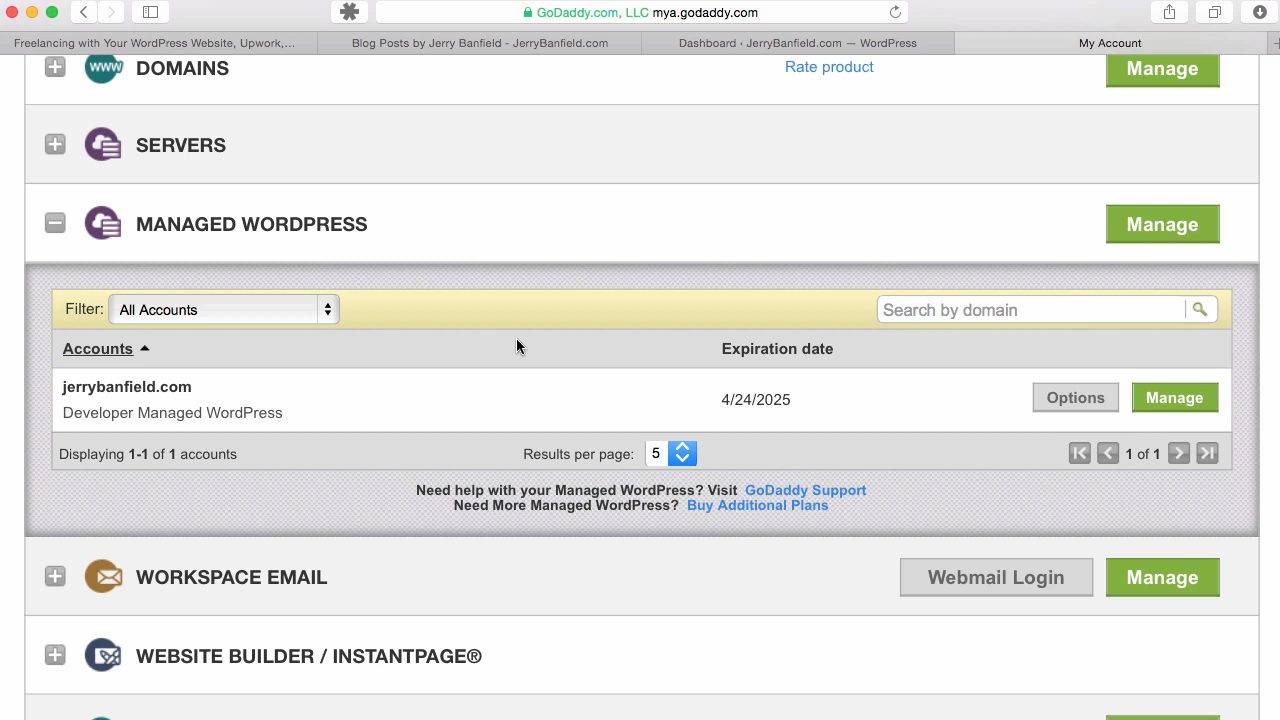 GoDaddy.com, LLC mya.godaddy.com
Freelancing with Your WordPress Website, Upwork,...
Blog Posts by Jerry Banfield - JerryBanfield.com
Dashboard ‹ JerryBanfield.com — WordPress
My Account
WWW DOMAINS
Rate product
Manage
SERVERS
MANAGED WORDPRESS
Manage
Filter: All Accounts
Search by domain
Accounts
Expiration date
jerrybanfield.com
Developer Managed WordPress
4/24/2025
Options
Manage
Displaying 1-1 of 1 accounts
Results per page: 5
1 of 1
Need help with your Managed WordPress? Visit GoDaddy Support
Need More Managed WordPress? Buy Additional Plans
WORKSPACE EMAIL
Webmail Login
Manage
WEBSITE BUILDER / INSTANTPAGE®